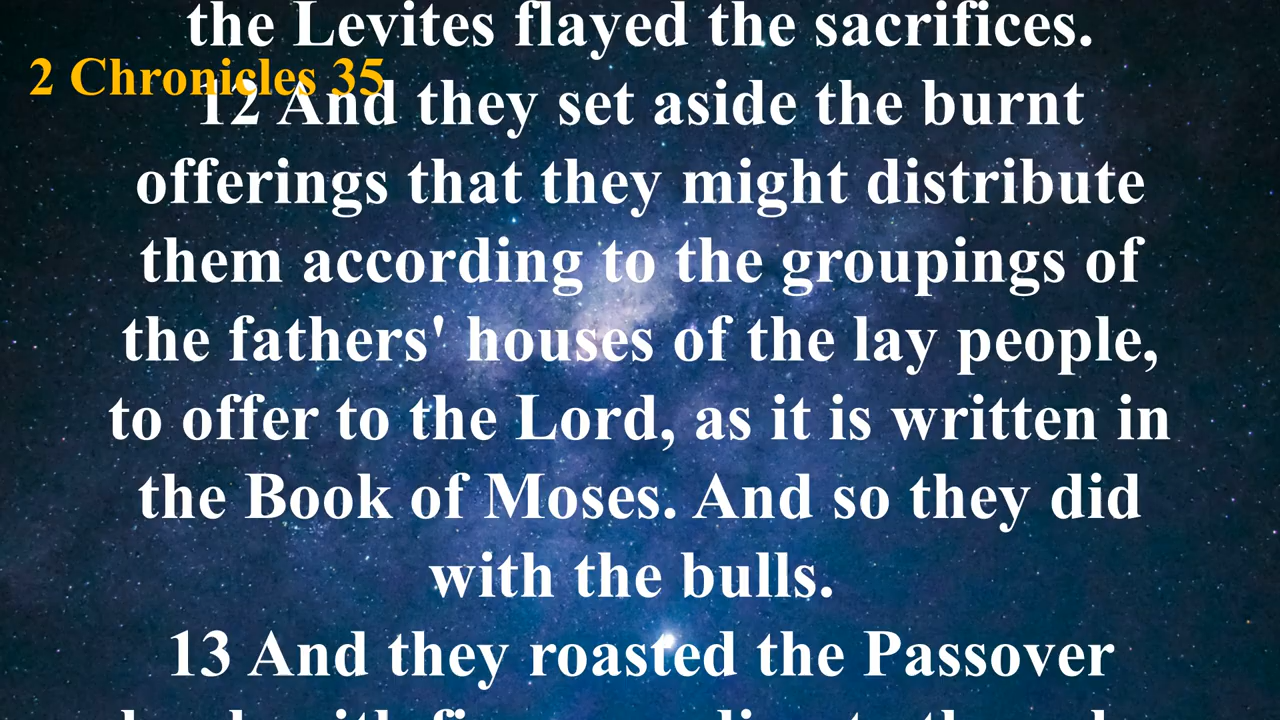 the Levites flayed the sacrifices.
2 Chronicles 35
12 And they set aside the burnt
offerings that they might distribute
them according to the groupings of
the fathers' houses of the lay people,
to offer to the Lord, as it is written in
the Book of Moses. And so they did
with the bulls.
13 And they roasted the Passover